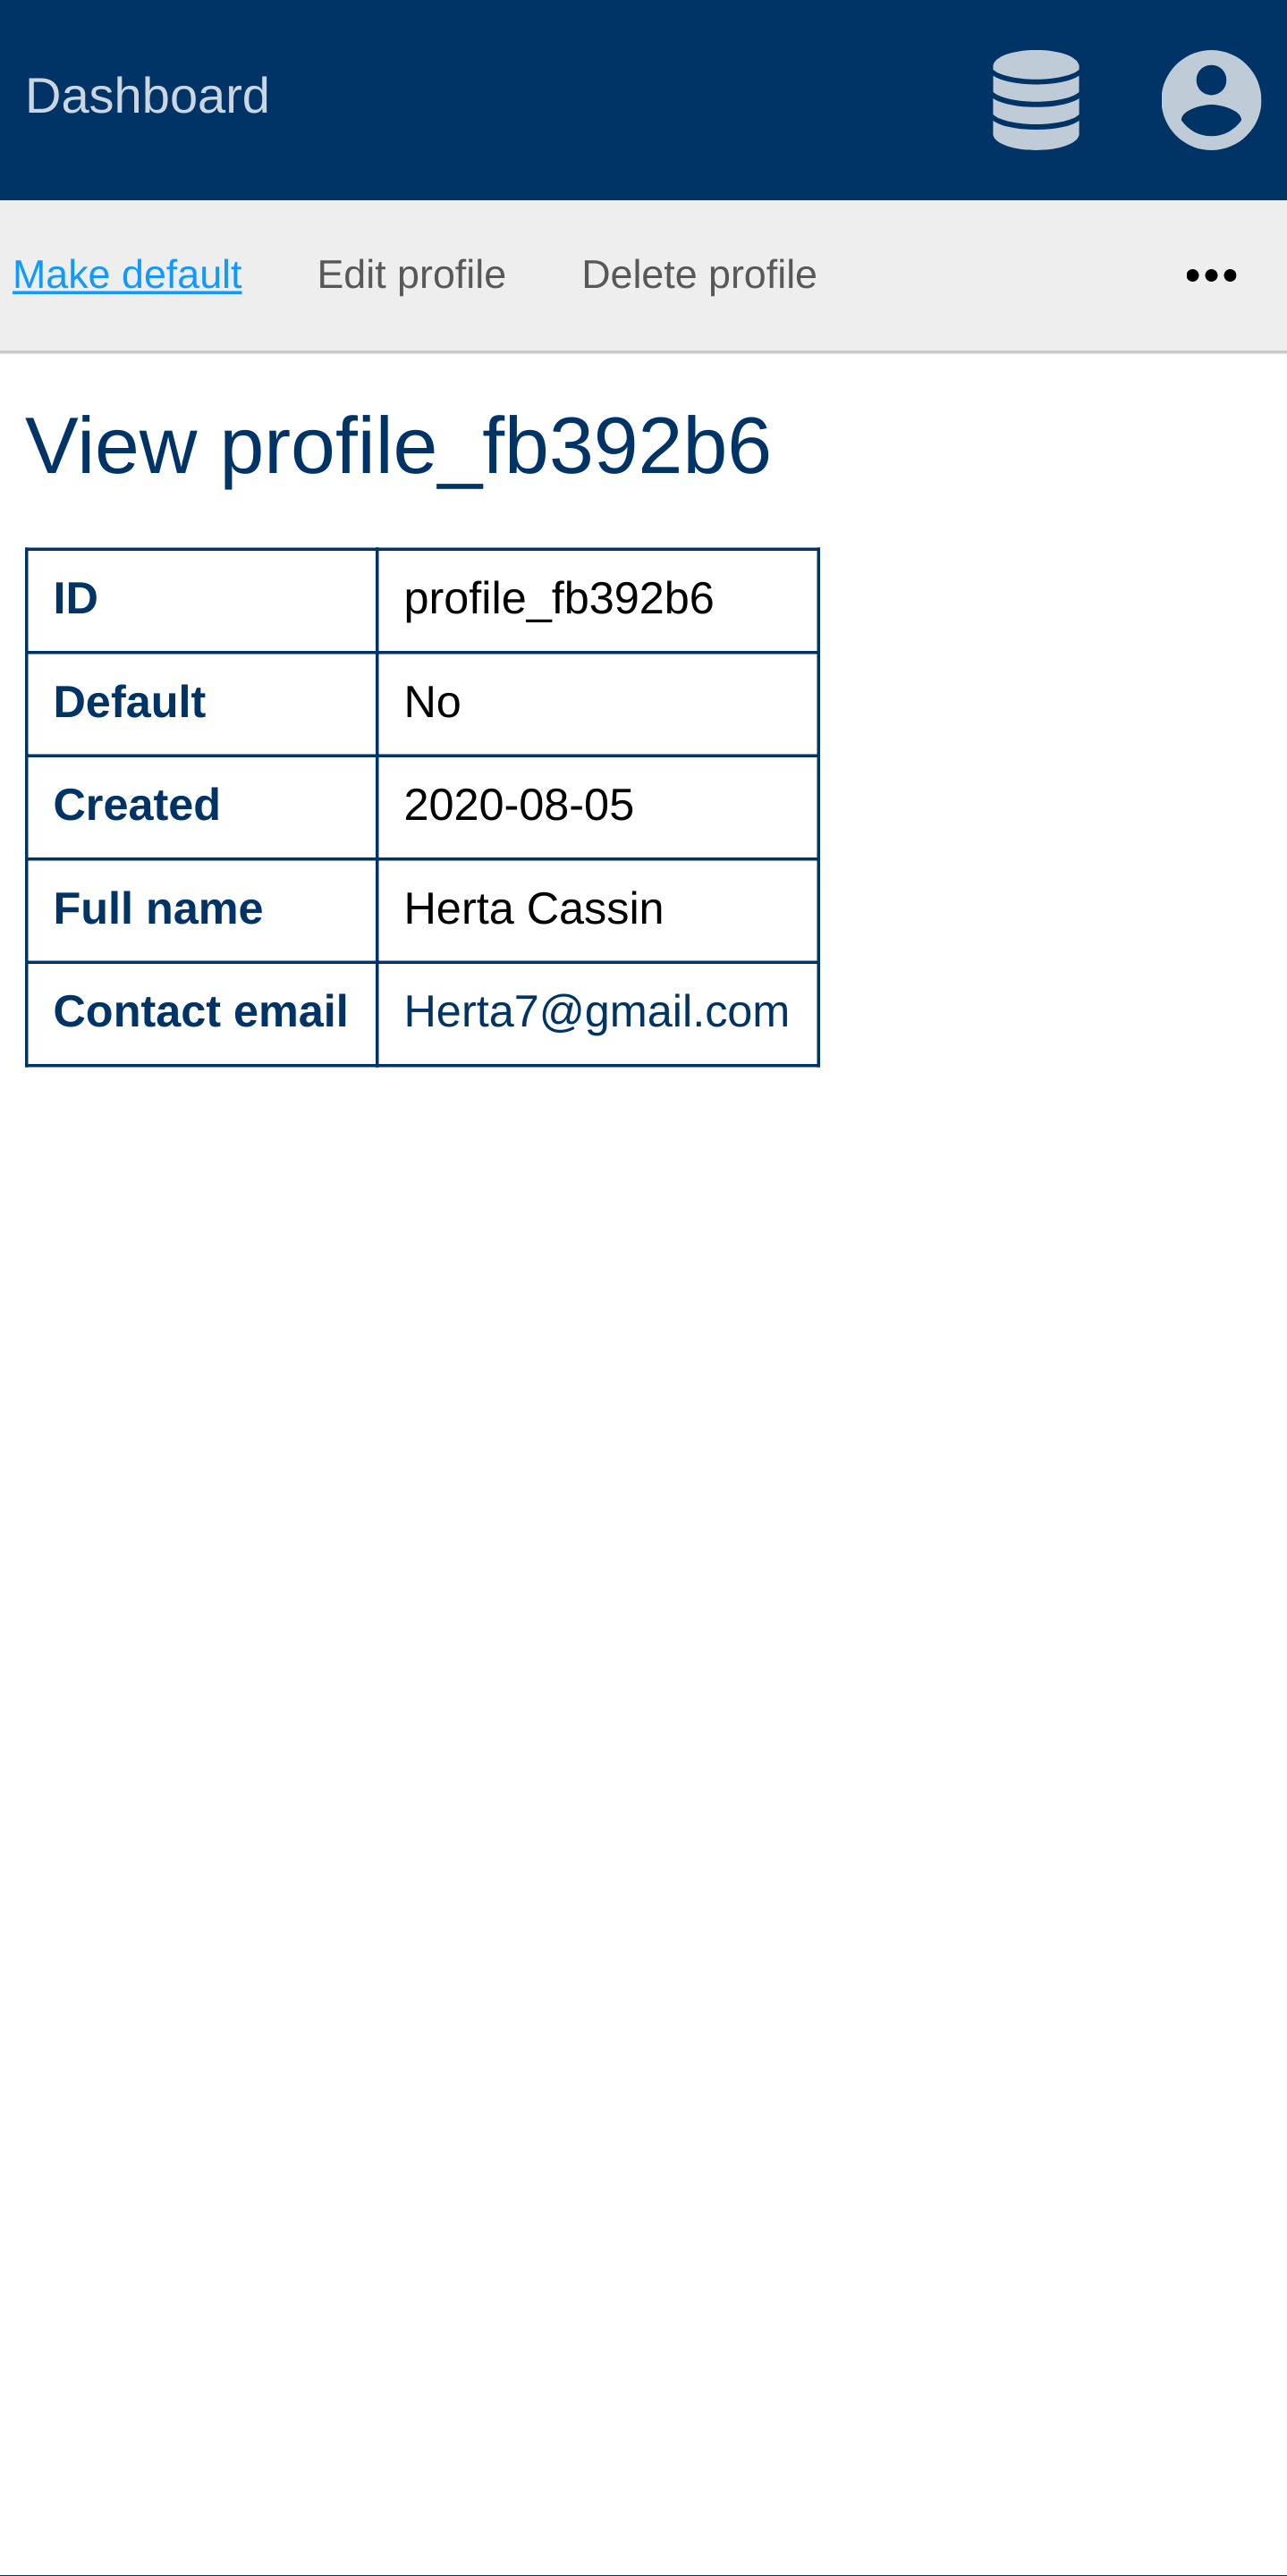 Dashboard
Make default Edit profile Delete profile
View profile_fb392b6
ID profile_fb392b6
Default No
Created 2020-08-05
Full name Herta Cassin
Contact email Herta7@gmail.com